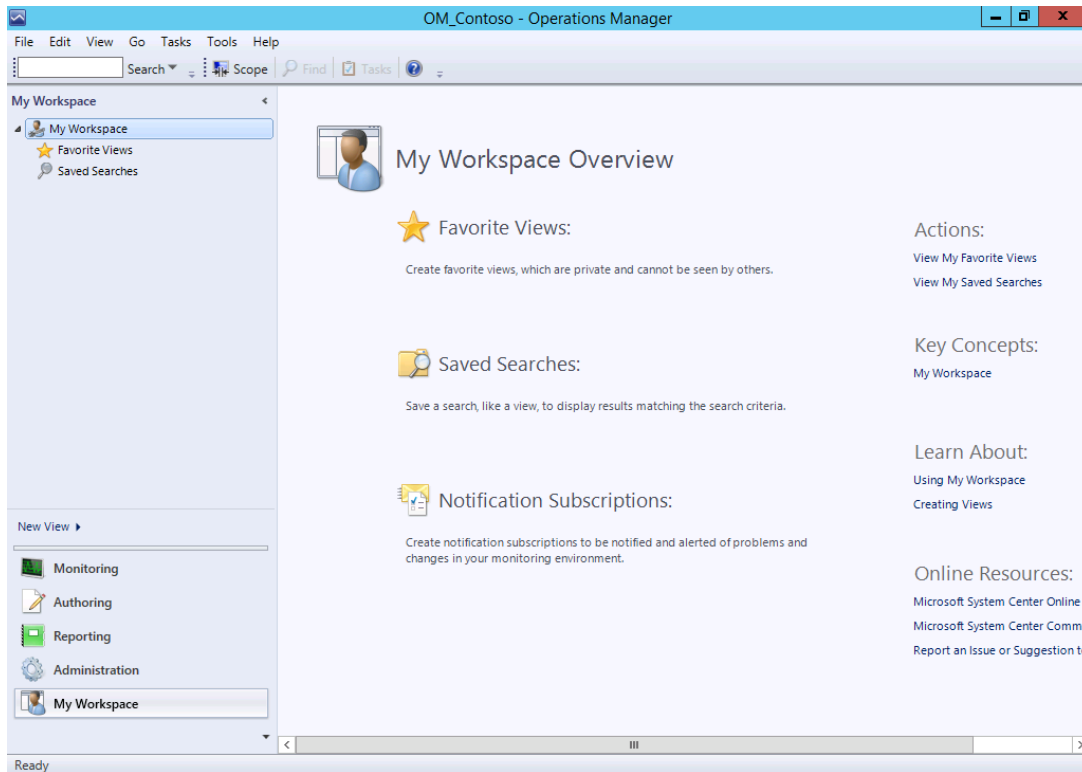 OM_Contoso - Operations Manager
File Edit View Go Tasks Tools Help
Search Scope Find Tasks
My Workspace
My Workspace
Favorite Views
Saved Searches
New View
Monitoring
Authoring
Reporting
Administration
My Workspace
My Workspace Overview
Favorite Views:
Create favorite views, which are private and cannot be seen by others.
Saved Searches:
Save a search, like a view, to display results matching the search criteria.
Notification Subscriptions:
Create notification subscriptions to be notified and alerted of problems and
changes in your monitoring environment.
Actions:
View My Favorite Views
View My Saved Searches
Key Concepts:
My Workspace
Learn About:
Using My Workspace
Creating Views
Online Resources:
Microsoft System Center Online
Microsoft System Center Comm
Report an Issue or Suggestion t
Ready